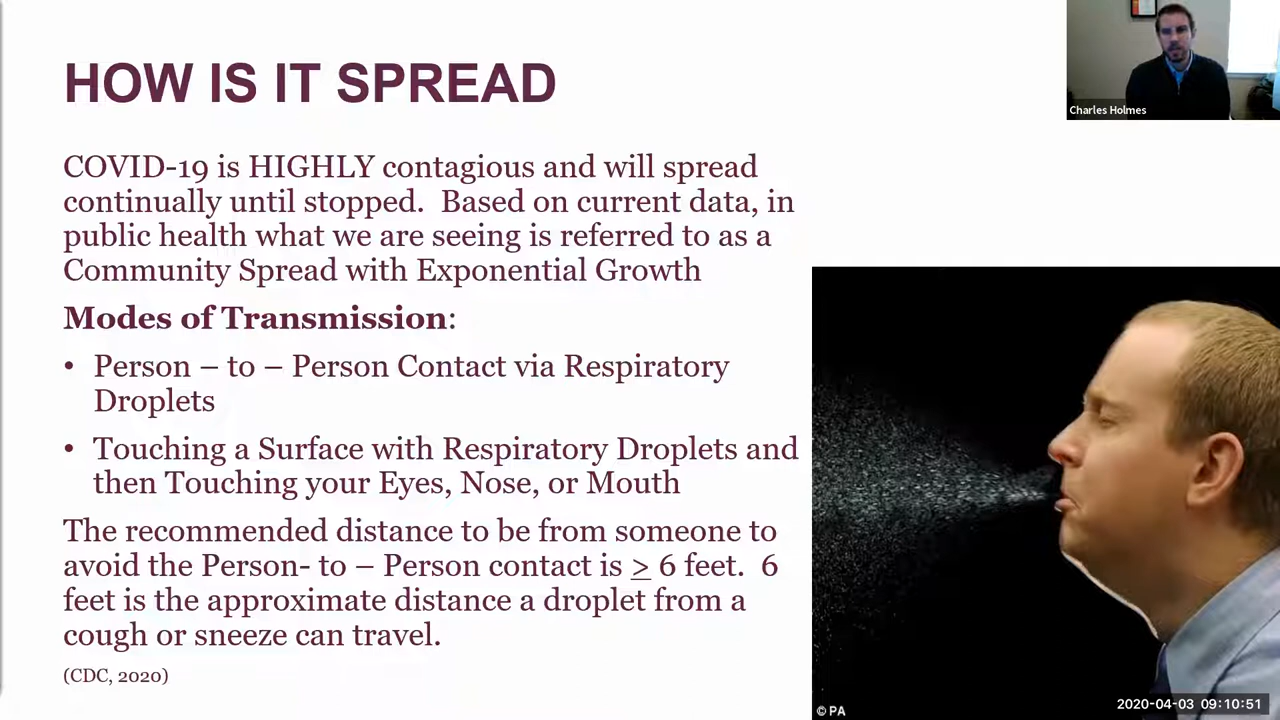 HOW IS IT SPREAD
Charles Holmes
COVID-19 is HIGHLY contagious and will spread
continually until stopped.  Based on current data, in
public health what we are seeing is referred to as a
Community Spread with Exponential Growth
Modes of Transmission:
• Person – to – Person Contact via Respiratory
Droplets
• Touching a Surface with Respiratory Droplets and
then Touching your Eyes, Nose, or Mouth
The recommended distance to be from someone to
avoid the Person- to – Person contact is ≥ 6 feet.  6
feet is the approximate distance a droplet from a
cough or sneeze can travel.
(CDC, 2020)
© PA
2020-04-03 09:10:51